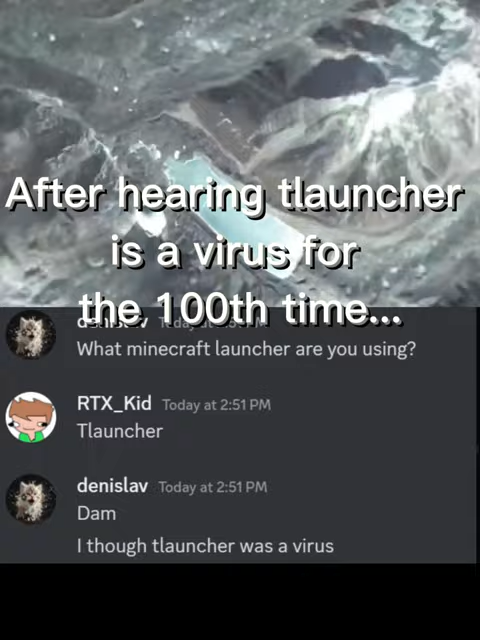 After hearing tlauncher
is a virus for
the 100th time...
What minecraft launcher are you using?
RTX_Kid Today at 2:51 PM
Tlauncher
denislav Today at 2:51 PM
Dam
I though tlauncher was a virus